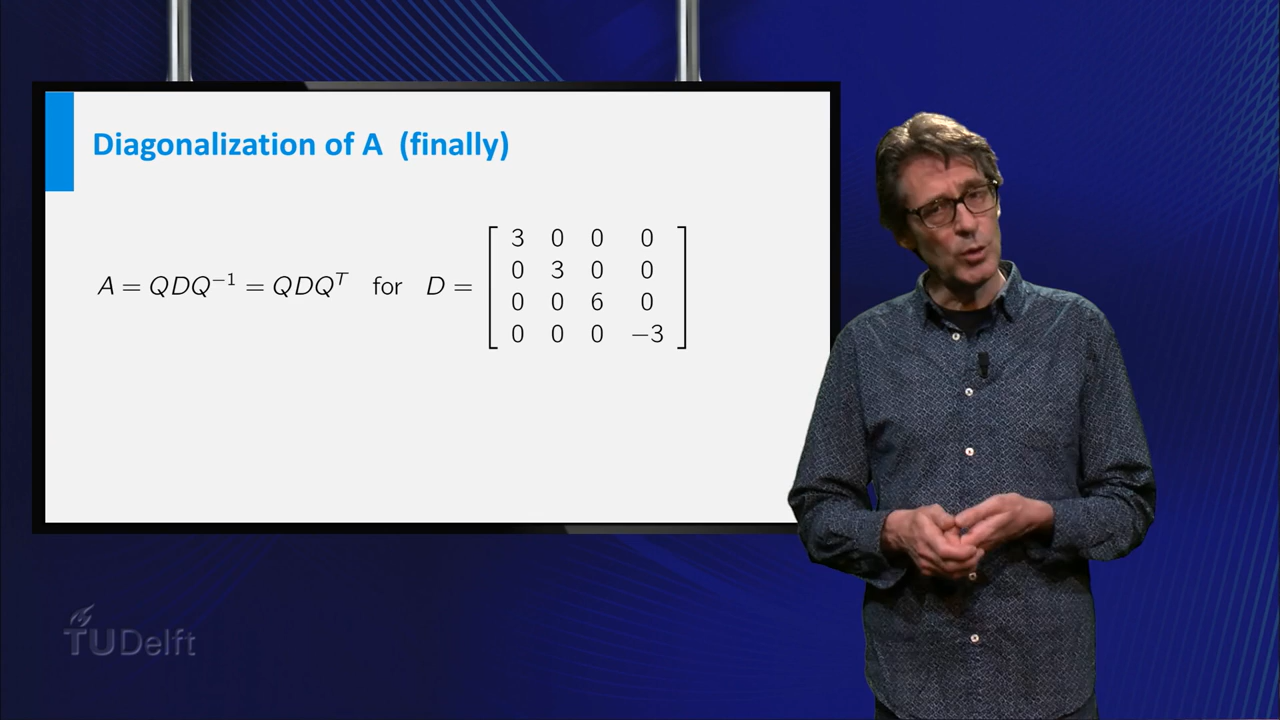 Diagonalization of A (finally)
A = QDQ⁻¹ = QDQᵀ for D = [3 0 0 0
0 3 0 0
0 0 6 0
0 0 0 −3]
TUDelft